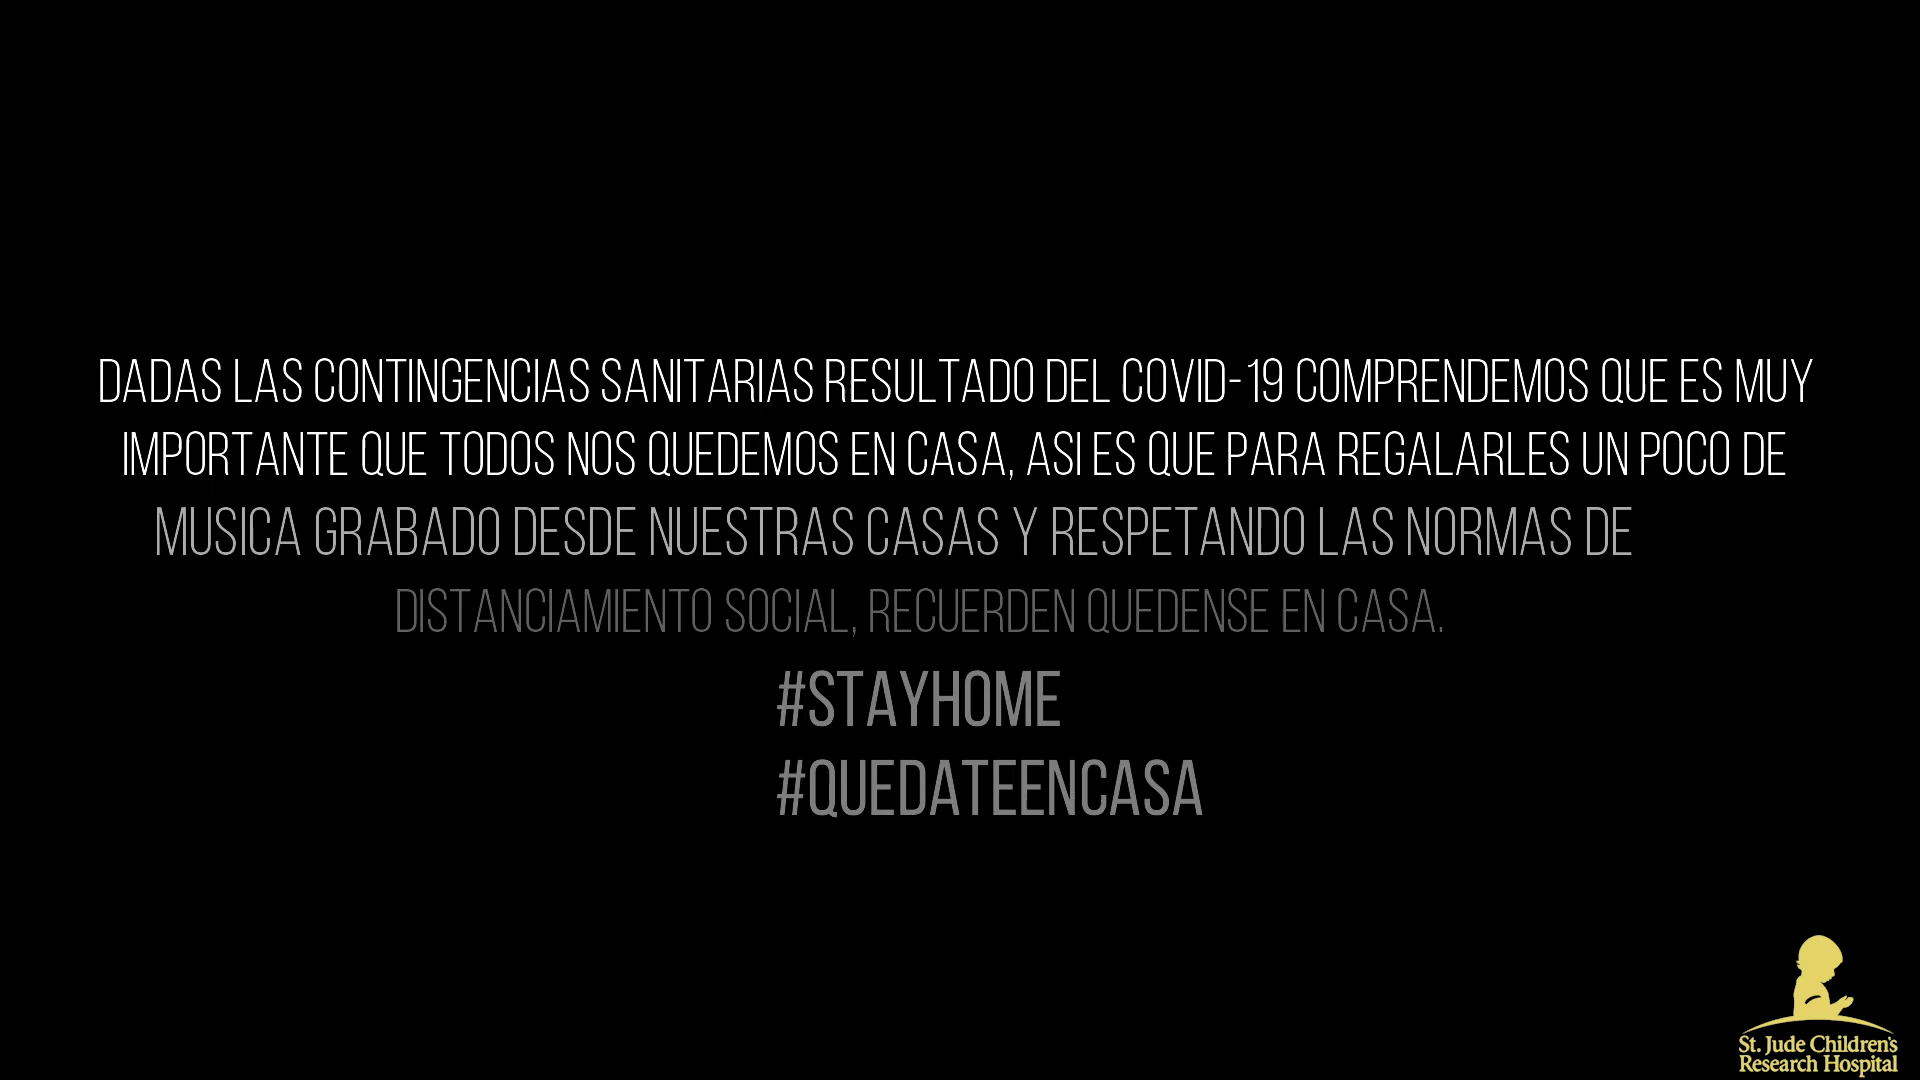 DADAS LAS CONTINGENCIAS SANITARIAS RESULTADO DEL COVID-19 COMPRENDEMOS QUE ES MUY
IMPORTANTE QUE TODOS NOS QUEDEMOS EN CASA, ASI ES QUE PARA REGALARLES UN POCO DE
MUSICA GRABADO DESDE NUESTRAS CASAS Y RESPETANDO LAS NORMAS DE
DISTANCIAMIENTO SOCIAL, RECUERDEN QUEDENSE EN CASA.
#STAYHOME
#QUEDATEENCASA
St. Jude Children's
Research Hospital